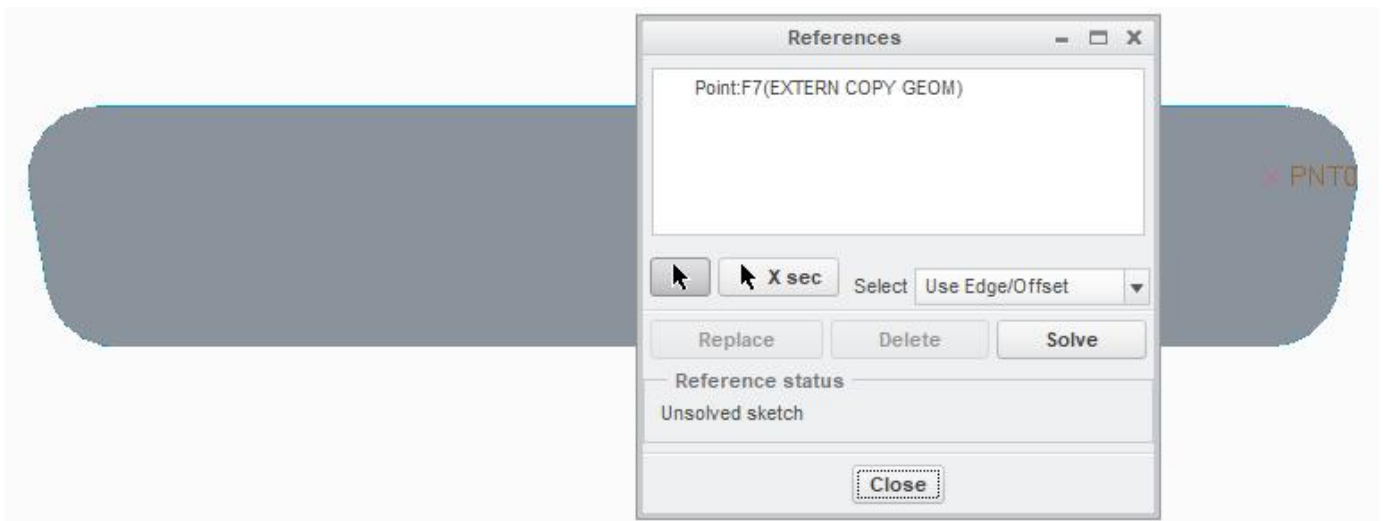 References
Point:F7(EXTERN COPY GEOM)
PNT0
X sec
Select
Use Edge/Offset
Replace
Delete
Solve
Reference status
Unsolved sketch
Close